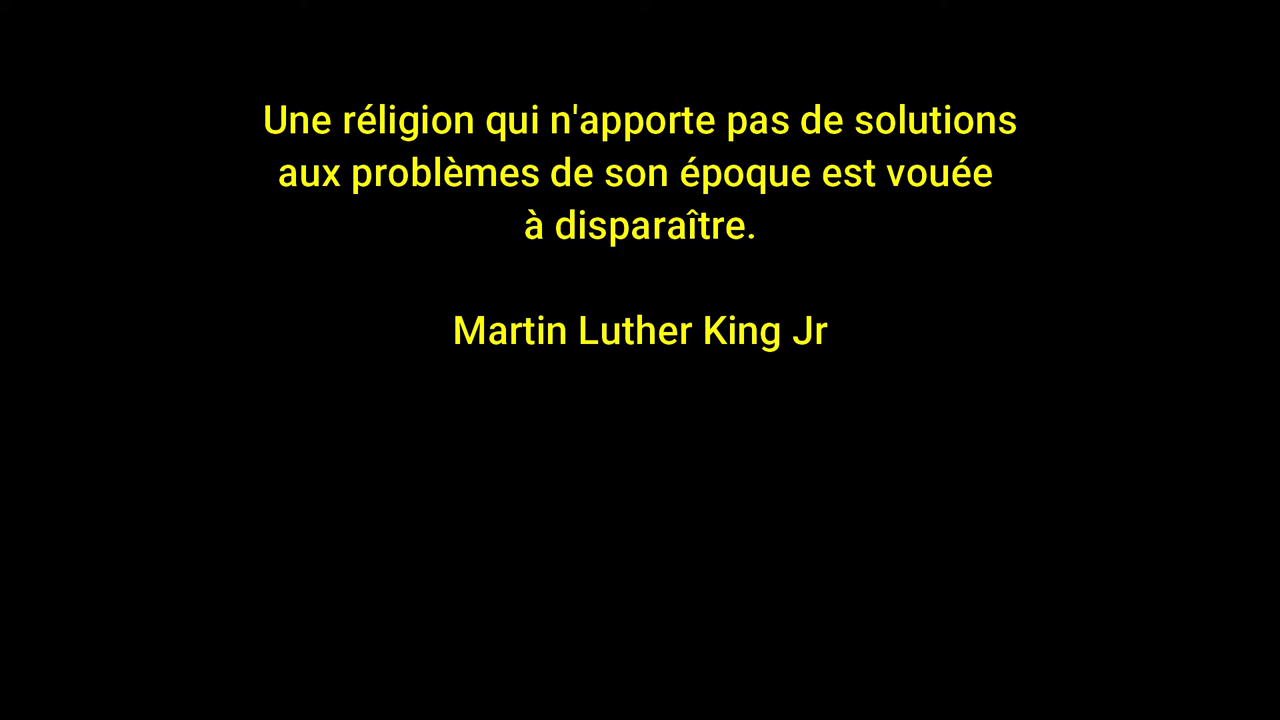 Une réligion qui n'apporte pas de solutions
aux problèmes de son époque est vouée
à disparaître.
Martin Luther King Jr